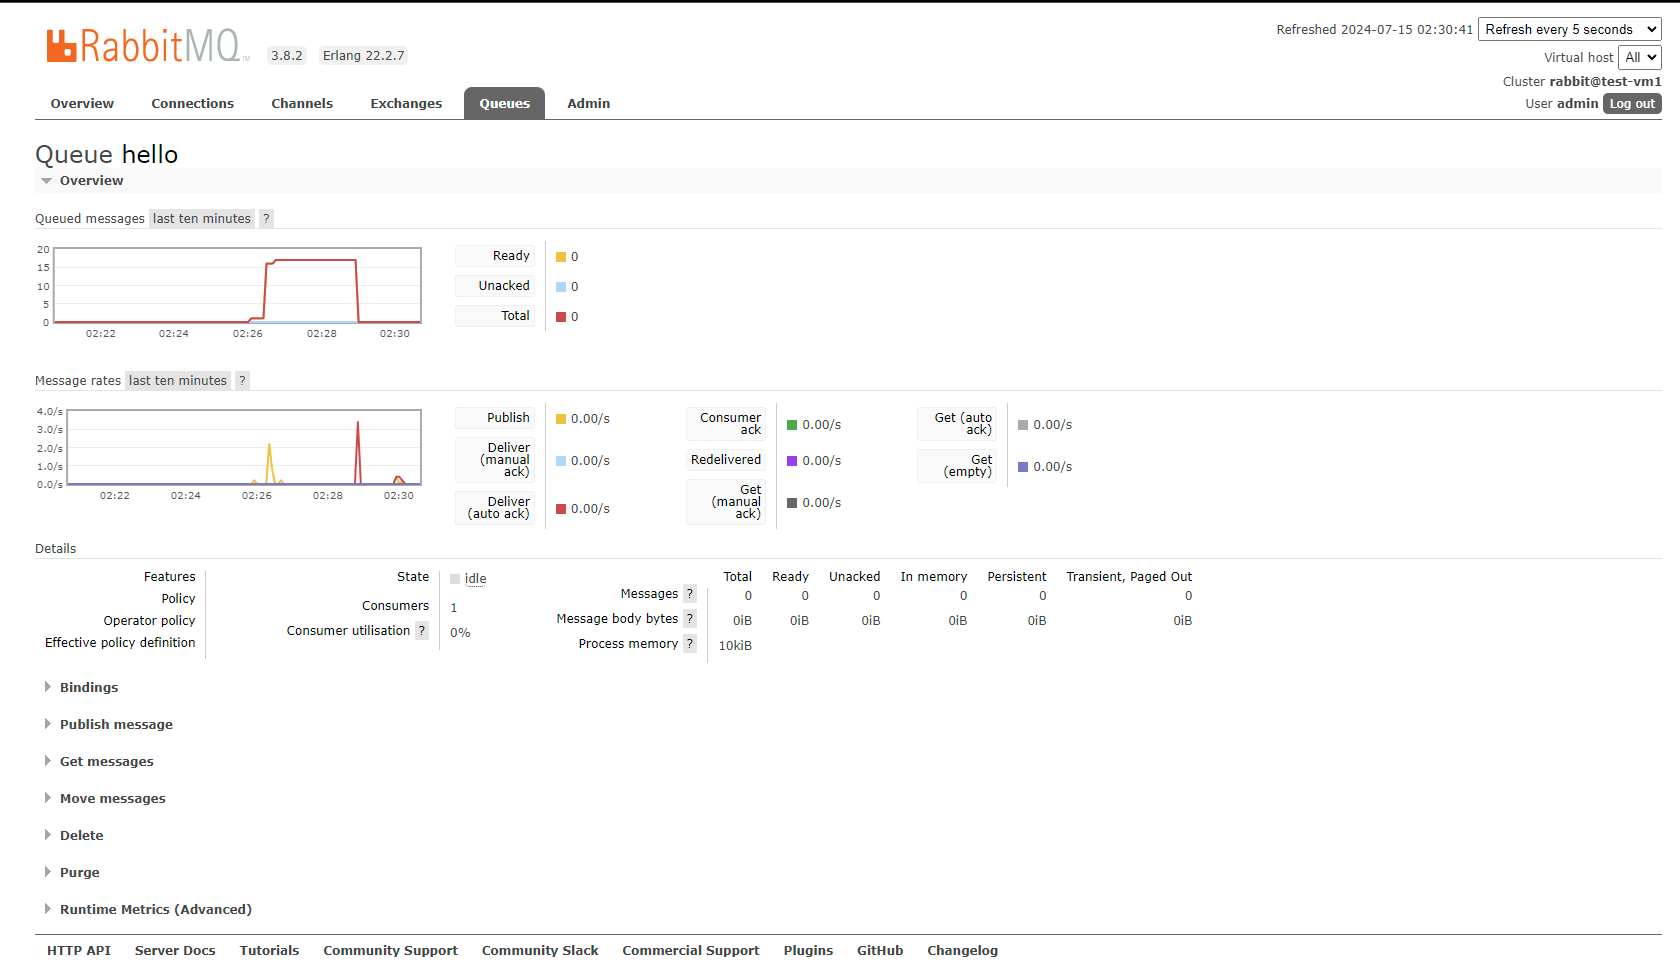 RabbitMQ TM 3.8.2 Erlang 22.2.7
Refreshed 2024-07-15 02:30:41 Refresh every 5 seconds
Virtual host All
Cluster rabbit@test-vm1
User admin Log out
Overview Connections Channels Exchanges Queues Admin
Queue hello
Overview
Queued messages last ten minutes ?
20
15
10
5
0
02:22 02:24 02:26 02:28 02:30
Ready 0
Unacked 0
Total 0
Message rates last ten minutes ?
4.0/s
3.0/s
2.0/s
1.0/s
0.0/s
02:22 02:24 02:26 02:28 02:30
Publish 0.00/s
Deliver (manual ack) 0.00/s
Deliver (auto ack) 0.00/s
Consumer ack 0.00/s
Redelivered 0.00/s
Get (manual ack) 0.00/s
Get (auto ack) 0.00/s
Get (empty) 0.00/s
Details
Features
Policy
Operator policy
Effective policy definition
State idle
Consumers 1
Consumer utilisation ? 0%
Total Ready Unacked In memory Persistent Transient, Paged Out
Messages ? 0 0 0 0 0 0
Message body bytes ? 0iB 0iB 0iB 0iB 0iB 0iB
Process memory ? 10kiB
Bindings
Publish message
Get messages
Move messages
Delete
Purge
Runtime Metrics (Advanced)
HTTP API Server Docs Tutorials Community Support Community Slack Commercial Support Plugins GitHub Changelog